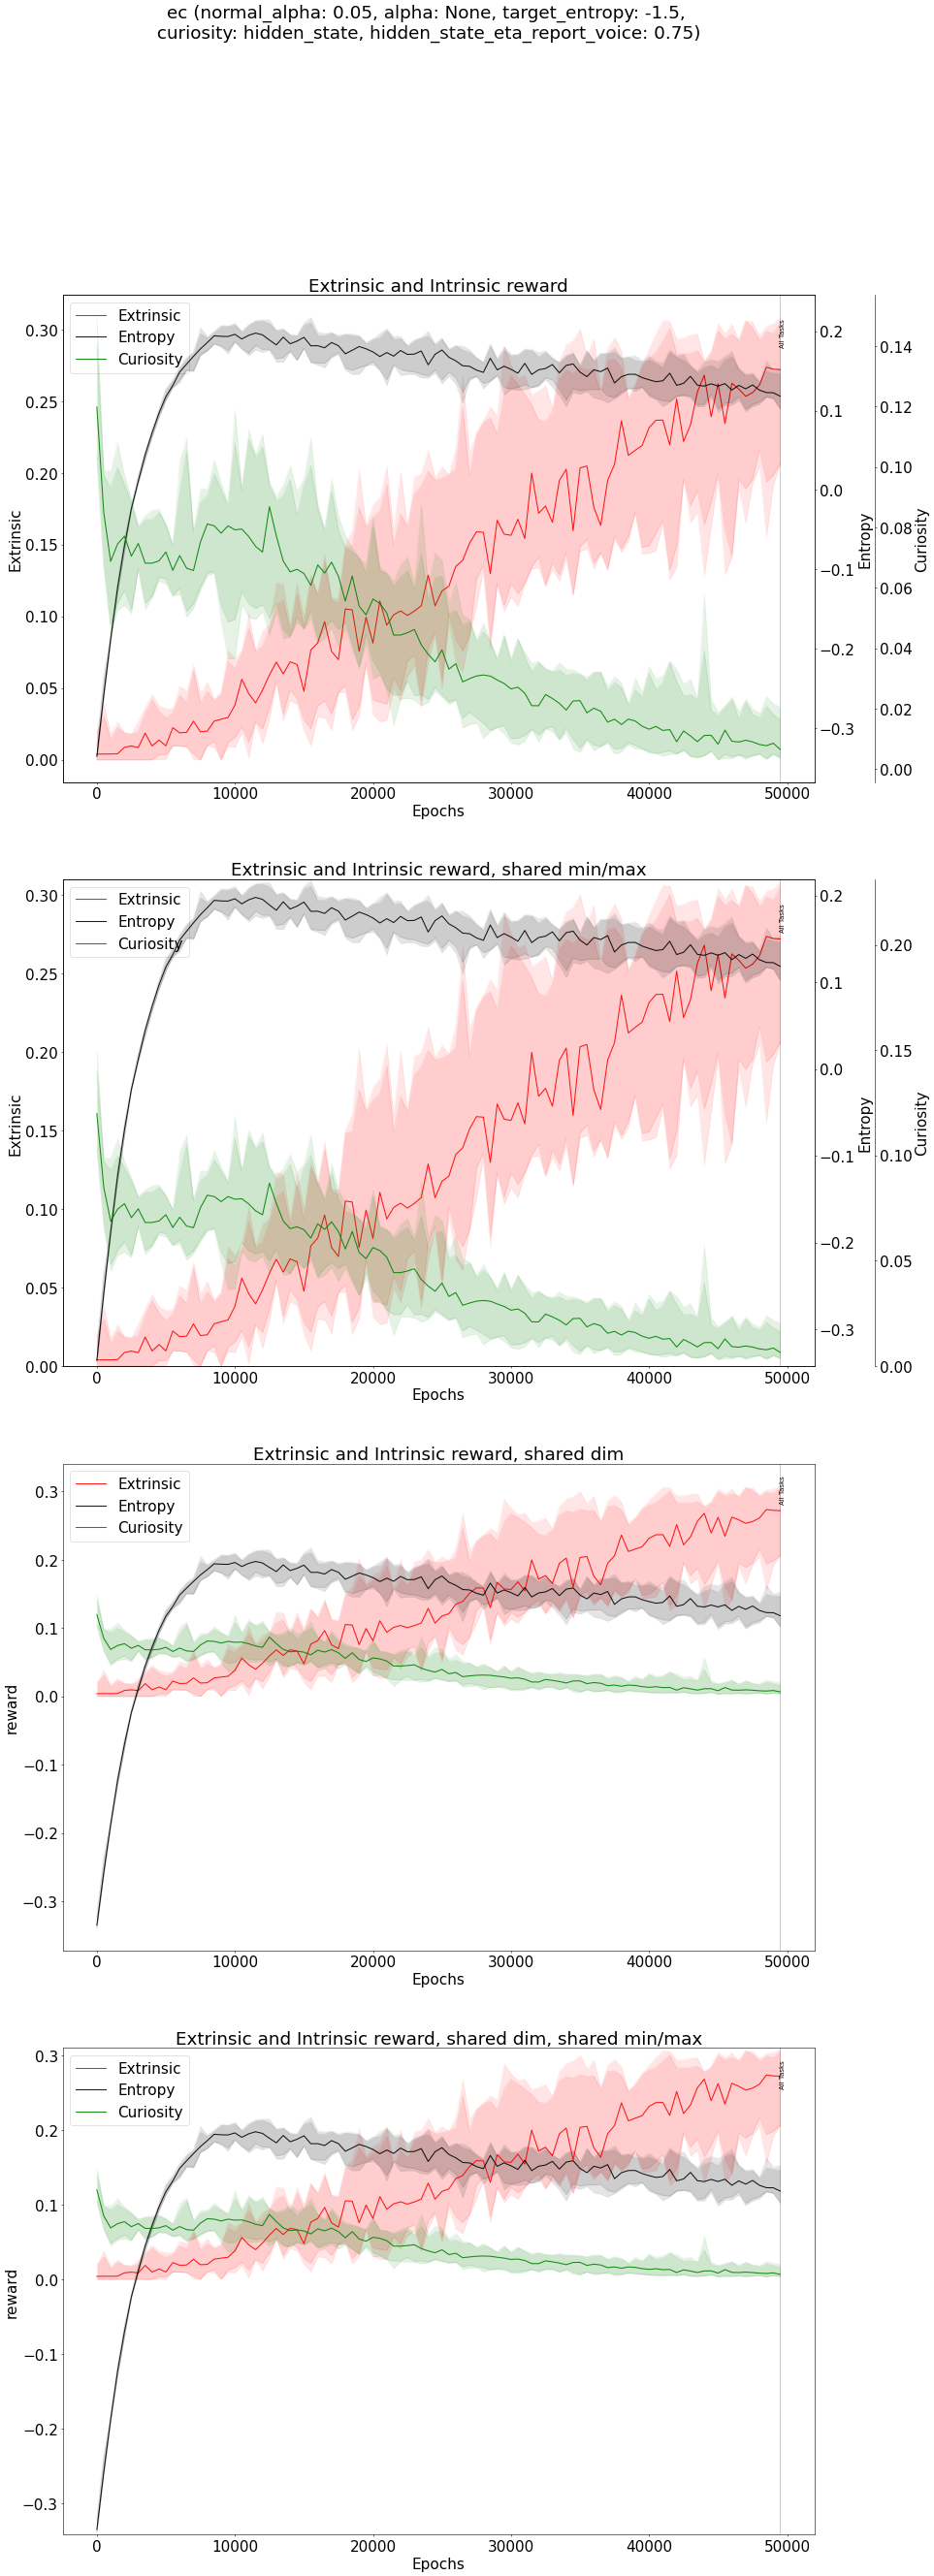 ec (normal_alpha: 0.05, alpha: None, target_entropy: -1.5,
curiosity: hidden_state, hidden_state_eta_report_voice: 0.75)
Extrinsic and Intrinsic reward
Extrinsic
Entropy
Curiosity
All Tasks
0.30
0.25
0.20
0.15
0.10
0.05
0.00
Extrinsic
0.2
0.1
0.0
−0.1
−0.2
−0.3
Entropy
0.14
0.12
0.10
0.08
0.06
0.04
0.02
0.00
Curiosity
0 10000 20000 30000 40000 50000
Epochs
Extrinsic and Intrinsic reward, shared min/max
Extrinsic
Entropy
Curiosity
All Tasks
0.30
0.25
0.20
0.15
0.10
0.05
0.00
Extrinsic
0.2
0.1
0.0
−0.1
−0.2
−0.3
Entropy
0.20
0.15
0.10
0.05
0.00
Curiosity
0 10000 20000 30000 40000 50000
Epochs
Extrinsic and Intrinsic reward, shared dim
Extrinsic
Entropy
Curiosity
All Tasks
0.3
0.2
0.1
0.0
−0.1
−0.2
−0.3
reward
0 10000 20000 30000 40000 50000
Epochs
Extrinsic and Intrinsic reward, shared dim, shared min/max
Extrinsic
Entropy
Curiosity
All Tasks
0.3
0.2
0.1
0.0
−0.1
−0.2
−0.3
reward
0 10000 20000 30000 40000 50000
Epochs